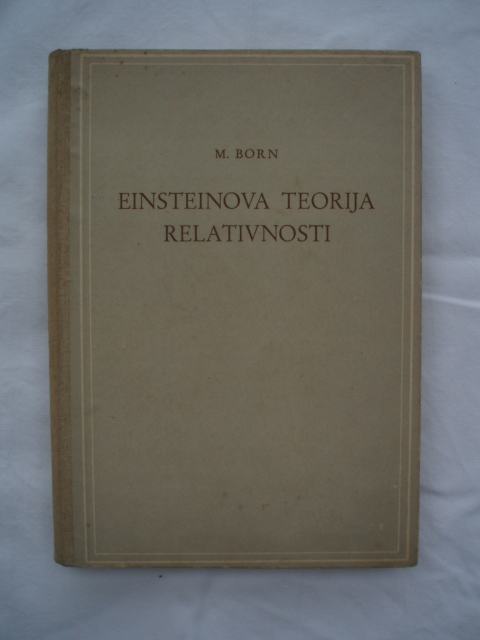 M. BORN
EINSTEINOVA TEORIJA
RELATIVNOSTI